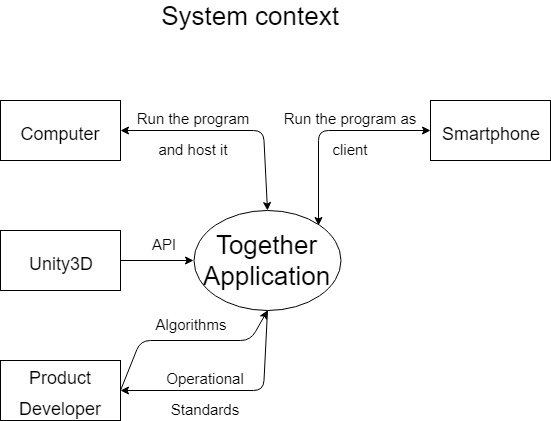 System context
Computer
Run the program
and host it
Run the program as
client
Smartphone
Unity3D
API
Together
Application
Algorithms
Product
Developer
Operational
Standards